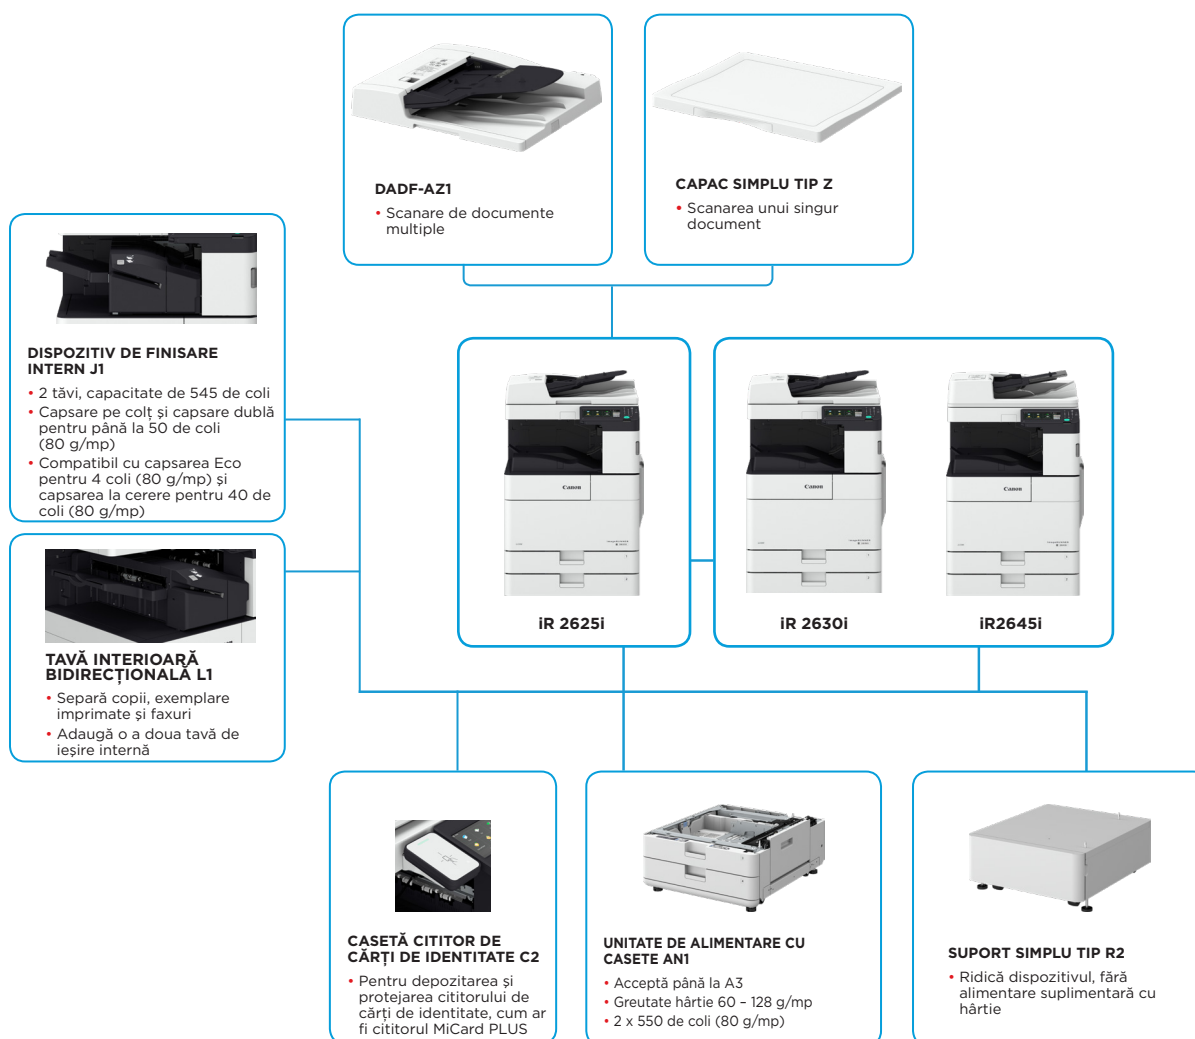 DADF-AZ1
• Scanare de documente
multiple
CAPAC SIMPLU TIP Z
• Scanarea unui singur
document
DISPOZITIV DE FINISARE
INTERN J1
• 2 tăvi, capacitate de 545 de coli
• Capsare pe colț și capsare dublă
pentru până la 50 de coli
(80 g/mp)
• Compatibil cu capsarea Eco
pentru 4 coli (80 g/mp) și
capsarea la cerere pentru 40 de
coli (80 g/mp)
TAVĂ INTERIOARĂ
BIDIRECȚIONALĂ L1
• Separă copii, exemplare
imprimate și faxuri
• Adaugă o a doua tavă de
ieșire internă
Canon
Canon
Canon
iR 2625i
iR 2630i
iR2645i
CASETĂ CITITOR DE
CĂRȚI DE IDENTITATE C2
• Pentru depozitarea și
protejarea cititorului de
cărți de identitate, cum ar
fi cititorul MiCard PLUS
UNITATE DE ALIMENTARE CU
CASETE AN1
• Acceptă până la A3
• Greutate hârtie 60 – 128 g/mp
• 2 x 550 de coli (80 g/mp)
SUPORT SIMPLU TIP R2
• Ridică dispozitivul, fără
alimentare suplimentară cu
hârtie